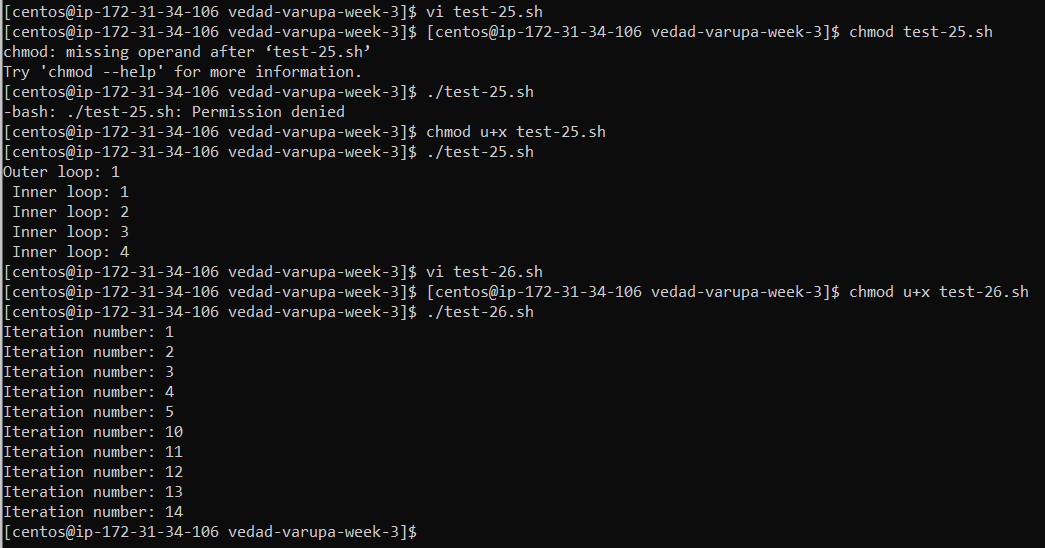 [centos@ip-172-31-34-106 vedad-varupa-week-3]$ vi test-25.sh
[centos@ip-172-31-34-106 vedad-varupa-week-3]$ [centos@ip-172-31-34-106 vedad-varupa-week-3]$ chmod test-25.sh
chmod: missing operand after ‘test-25.sh’
Try 'chmod --help' for more information.
[centos@ip-172-31-34-106 vedad-varupa-week-3]$ ./test-25.sh
-bash: ./test-25.sh: Permission denied
[centos@ip-172-31-34-106 vedad-varupa-week-3]$ chmod u+x test-25.sh
[centos@ip-172-31-34-106 vedad-varupa-week-3]$ ./test-25.sh
Outer loop: 1
 Inner loop: 1
 Inner loop: 2
 Inner loop: 3
 Inner loop: 4
[centos@ip-172-31-34-106 vedad-varupa-week-3]$ vi test-26.sh
[centos@ip-172-31-34-106 vedad-varupa-week-3]$ [centos@ip-172-31-34-106 vedad-varupa-week-3]$ chmod u+x test-26.sh
[centos@ip-172-31-34-106 vedad-varupa-week-3]$ ./test-26.sh
Iteration number: 1
Iteration number: 2
Iteration number: 3
Iteration number: 4
Iteration number: 5
Iteration number: 10
Iteration number: 11
Iteration number: 12
Iteration number: 13
Iteration number: 14
[centos@ip-172-31-34-106 vedad-varupa-week-3]$